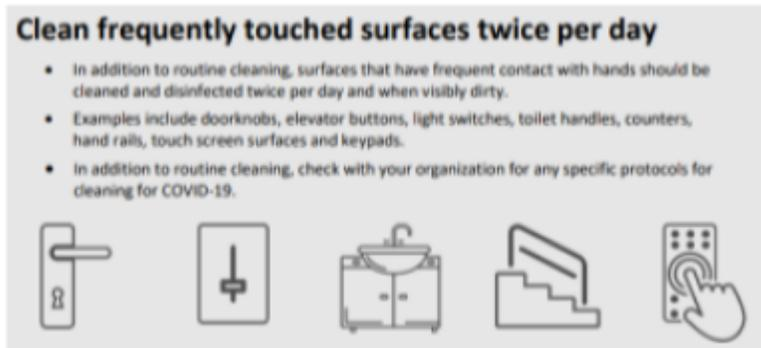 Clean frequently touched surfaces twice per day
• In addition to routine cleaning, surfaces that have frequent contact with hands should be
cleaned and disinfected twice per day and when visibly dirty.
• Examples include doorknobs, elevator buttons, light switches, toilet handles, counters,
hand rails, touch screen surfaces and keypads.
• In addition to routine cleaning, check with your organization for any specific protocols for
cleaning for COVID-19.